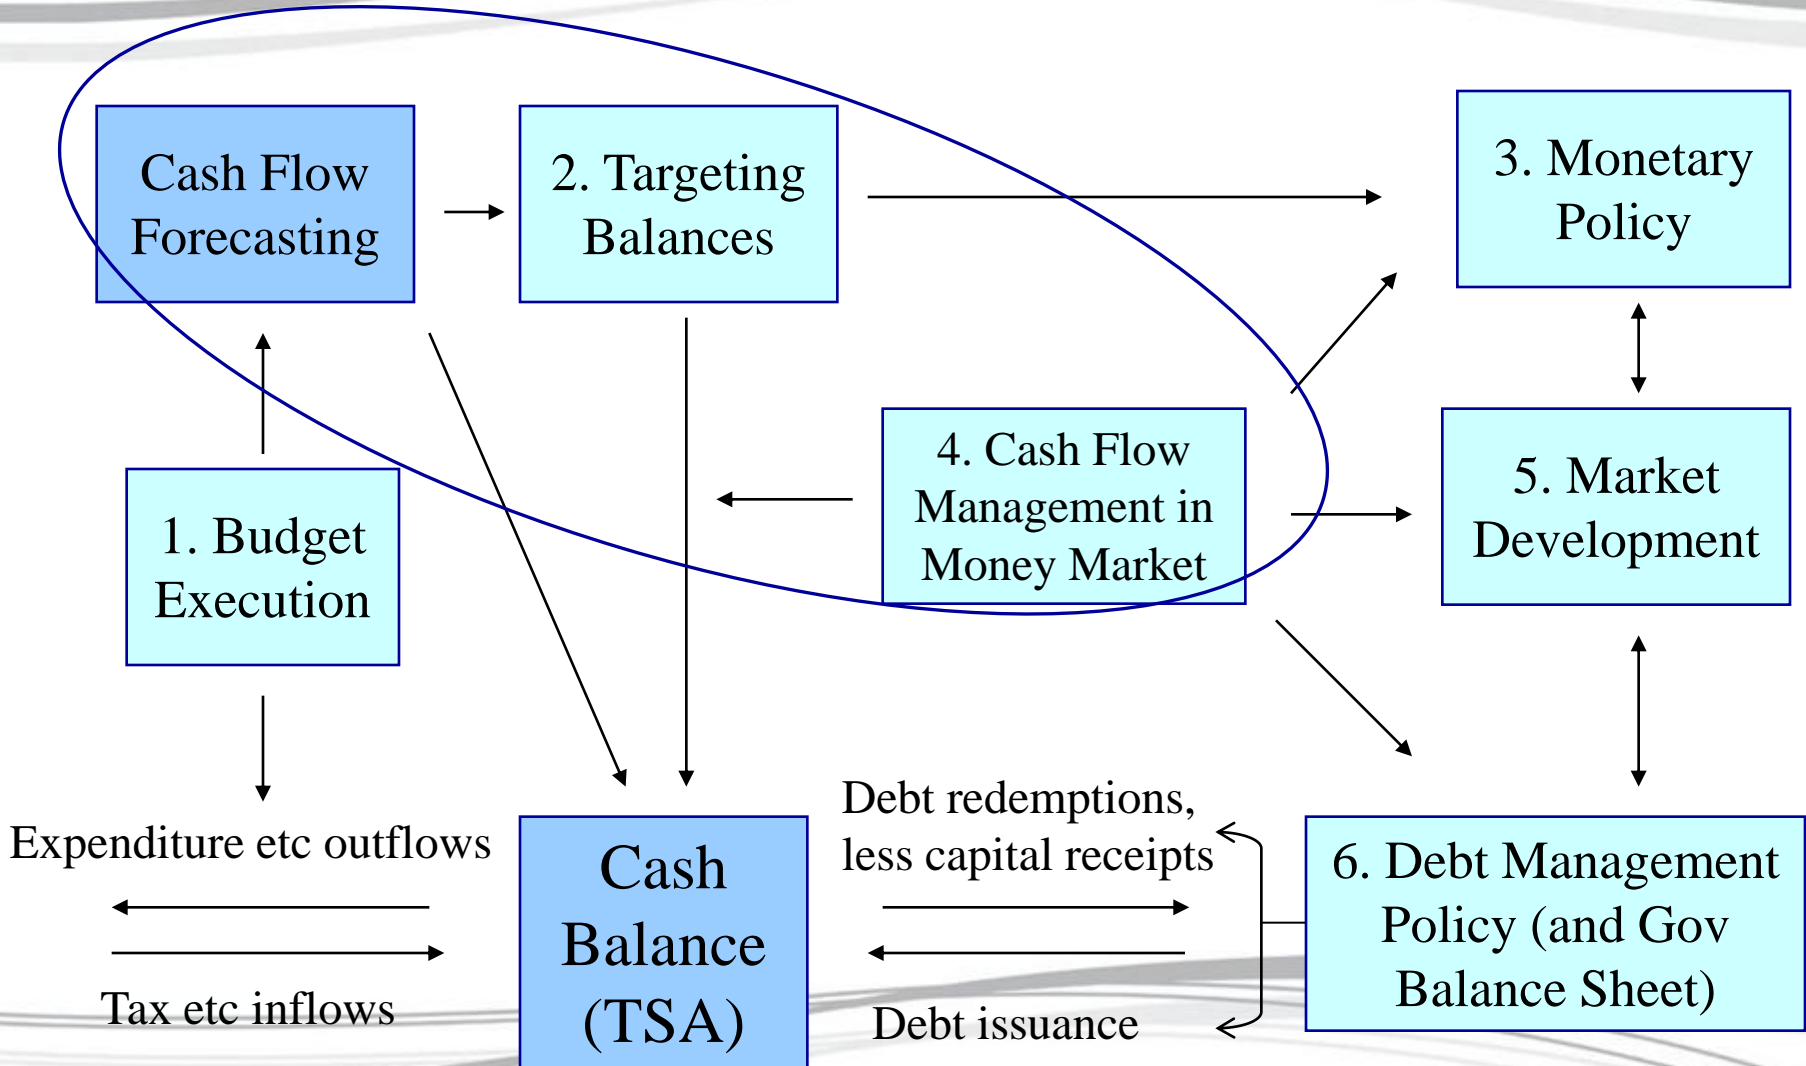 Cash Flow
Forecasting
2. Targeting
Balances
3. Monetary
Policy
4. Cash Flow
Management in
Money Market
1. Budget
Execution
5. Market
Development
Expenditure etc outflows
Tax etc inflows
Cash
Balance
(TSA)
Debt redemptions,
less capital receipts
Debt issuance
6. Debt Management
Policy (and Gov
Balance Sheet)